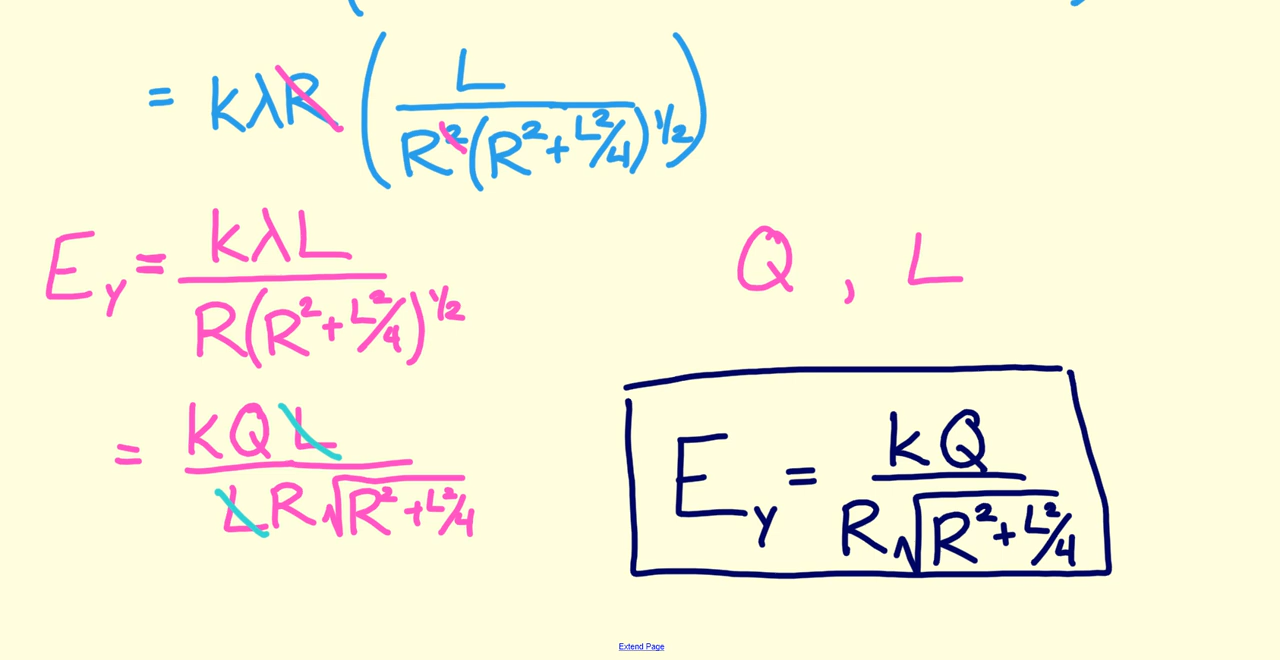 = kλR ( L / R²(R² + L²/4)^1/2 )
E_y = kλL / R(R² + L²/4)^1/2
Q , L
= kQL / LR√(R² + L²/4)
E_y = kQ / R√(R² + L²/4)
Extend Page